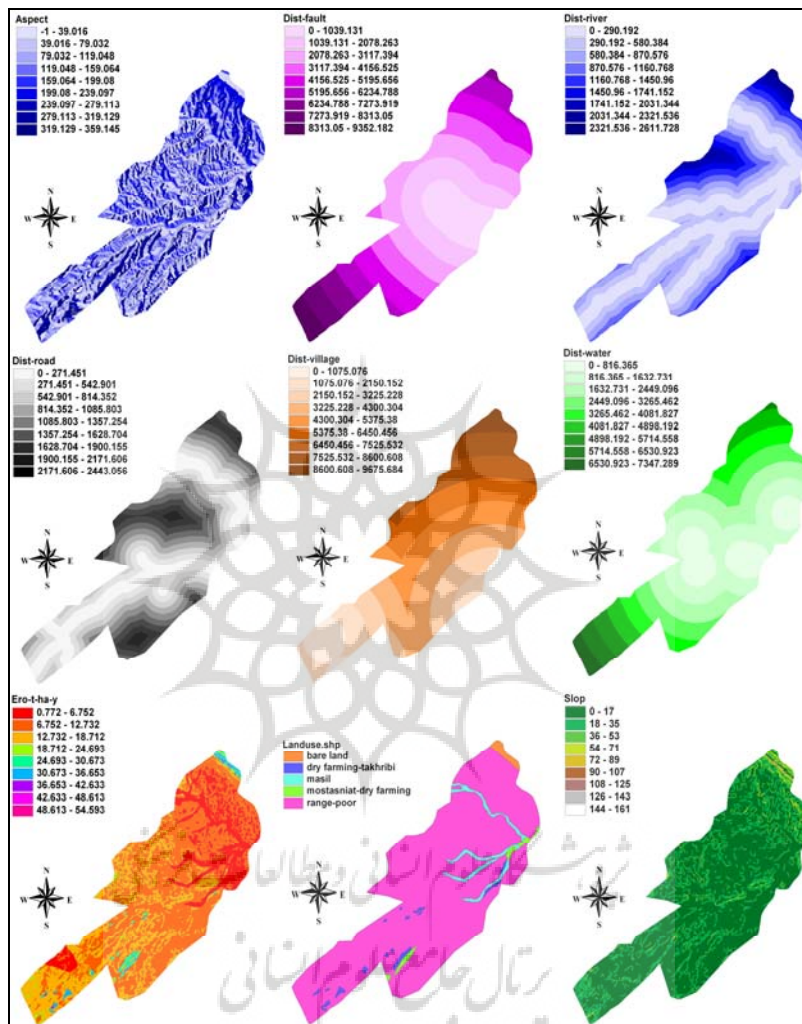 Aspect
-1 - 39.016
39.016 - 79.032
79.032 - 119.048
119.048 - 159.064
159.064 - 199.08
199.08 - 239.097
239.097 - 279.113
279.113 - 319.129
319.129 - 359.145
N
W E
S
Dist-fault
0 - 1039.131
1039.131 - 2078.263
2078.263 - 3117.394
3117.394 - 4156.525
4156.525 - 5195.656
5195.656 - 6234.788
6234.788 - 7273.919
7273.919 - 8313.05
8313.05 - 9352.182
N
W E
S
Dist-river
0 - 290.192
290.192 - 580.384
580.384 - 870.576
870.576 - 1160.768
1160.768 - 1450.96
1450.96 - 1741.152
1741.152 - 2031.344
2031.344 - 2321.536
2321.536 - 2611.728
N
W E
S
Dist-road
0 - 271.451
271.451 - 542.901
542.901 - 814.352
814.352 - 1085.803
1085.803 - 1357.254
1357.254 - 1628.704
1628.704 - 1900.155
1900.155 - 2171.606
2171.606 - 2443.056
N
W E
S
Dist-village
0 - 1075.076
1075.076 - 2150.152
2150.152 - 3225.228
3225.228 - 4300.304
4300.304 - 5375.38
5375.38 - 6450.456
6450.456 - 7525.532
7525.532 - 8600.608
8600.608 - 9675.684
N
W E
S
Dist-water
0 - 816.365
816.365 - 1632.731
1632.731 - 2449.096
2449.096 - 3265.462
3265.462 - 4081.827
4081.827 - 4898.192
4898.192 - 5714.558
5714.558 - 6530.923
6530.923 - 7347.289
N
W E
S
Ero-t-ha-y
0.772 - 6.752
6.752 - 12.732
12.732 - 18.712
18.712 - 24.693
24.693 - 30.673
30.673 - 36.653
36.653 - 42.633
42.633 - 48.613
48.613 - 54.593
N
W E
S
Landuse.shp
bare land
dry farming-takhribi
masil
mostasniat-dry farming
range-poor
N
W E
S
Slop
0 - 17
18 - 35
36 - 53
54 - 71
72 - 89
90 - 107
108 - 125
126 - 143
144 - 161
N
W E
S
پرتال جامع علوم انسانی